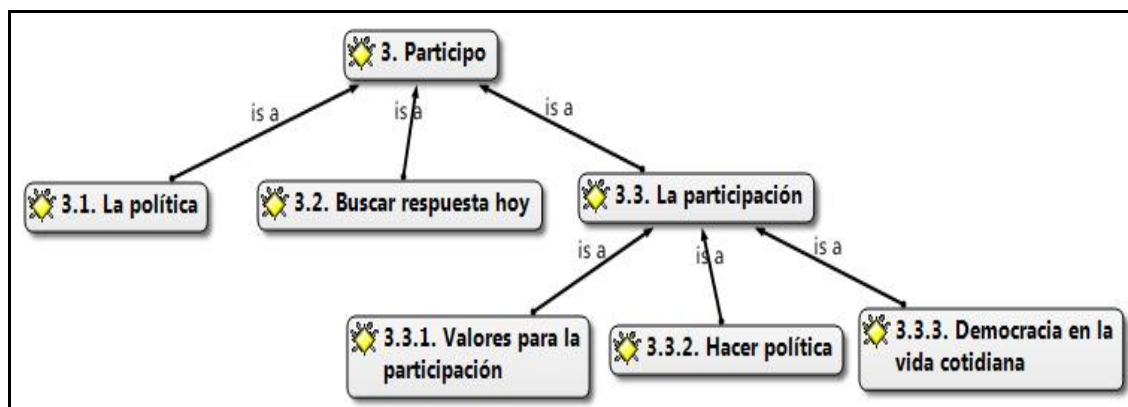 3. Participo
is a
is a
is a
3.1. La política
3.2. Buscar respuesta hoy
3.3. La participación
is a
is a
is a
3.3.1. Valores para la
participación
3.3.2. Hacer política
3.3.3. Democracia en la
vida cotidiana